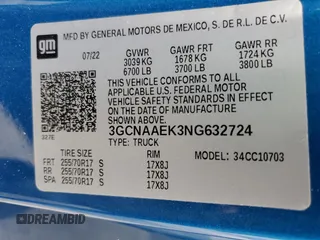 gm
MFD BY GENERAL MOTORS DE MEXICO, S. DE R.L. DE C.V.
07/22 GVWR GAWR FRT GAWR RR
3039 KG 1678 KG 1724 KG
6700 LB 3700 LB 3800 LB
THIS VEHICLE CONFORMS TO ALL APPLICABLE
U.S. FEDERAL MOTOR VEHICLE SAFETY AND
THEFT PREVENTION STANDARDS IN EFFECT ON
THE DATE OF MANUFACTURE SHOWN ABOVE.
3GCNAAEK3NG632724
TYPE: TRUCK
MODEL: 34CC10703
TIRE SIZE RIM
FRT 255/70R17 S 17X8J
RR 255/70R17 S 17X8J
SPA 255/70R17 S 17X8J
DREAMBID